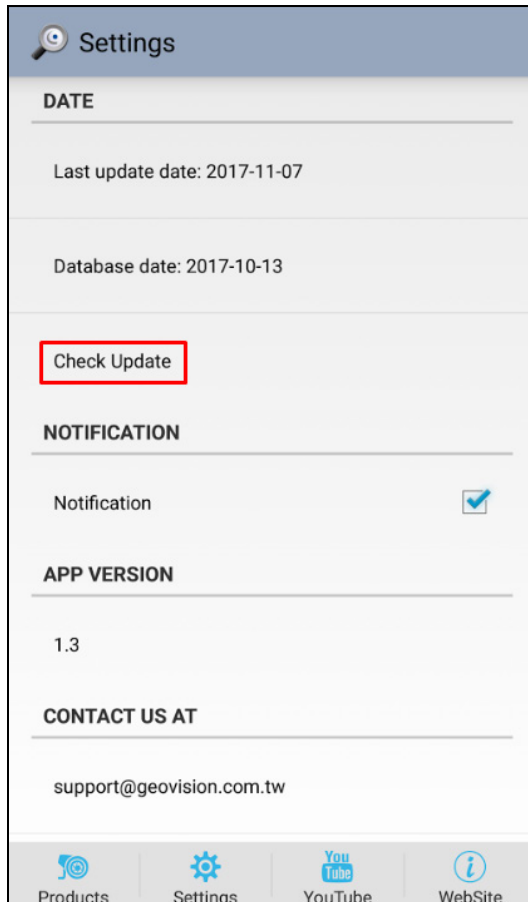 Settings
DATE
Last update date: 2017-11-07
Database date: 2017-10-13
Check Update
NOTIFICATION
Notification
APP VERSION
1.3
CONTACT US AT
support@geovision.com.tw
You
Tube
Products Settings YouTube WebSite